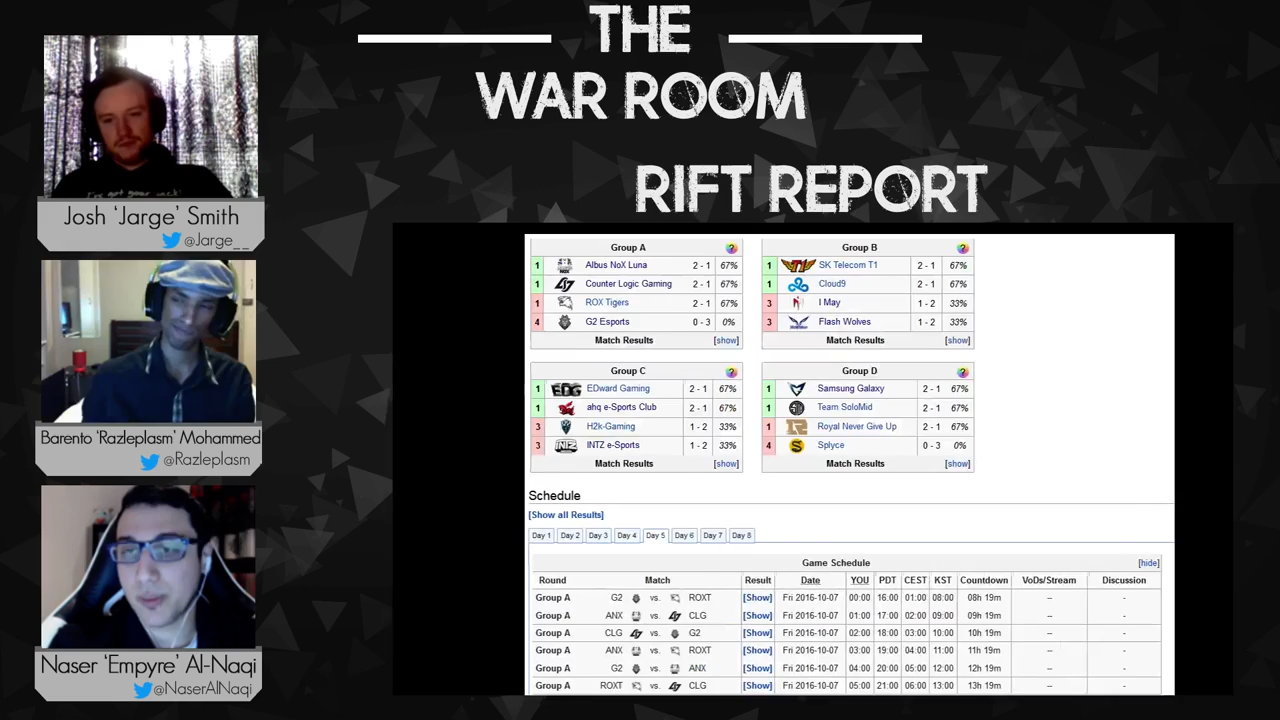 THE
WAR ROOM
RIFT REPORT
Josh 'Jarge' Smith
@Jarge__
Barento 'Razleplasm' Mohammed
@Razleplasm
Naser 'Empyre' Al-Naqi
@NaserAlNaqi
Group A
1 Albus NoX Luna 2 - 1 67%
1 Counter Logic Gaming 2 - 1 67%
1 ROX Tigers 2 - 1 67%
4 G2 Esports 0 - 3 0%
Match Results [show]
Group B
1 SK Telecom T1 2 - 1 67%
1 Cloud9 2 - 1 67%
3 I May 1 - 2 33%
3 Flash Wolves 1 - 2 33%
Match Results [show]
Group C
1 EDG EDward Gaming 2 - 1 67%
1 ahq e-Sports Club 2 - 1 67%
3 H2k-Gaming 1 - 2 33%
3 INTZ INTZ e-Sports 1 - 2 33%
Match Results [show]
Group D
1 Samsung Galaxy 2 - 1 67%
1 Team SoloMid 2 - 1 67%
1 Royal Never Give Up 2 - 1 67%
4 Splyce 0 - 3 0%
Match Results [show]
Schedule
[Show all Results]
Day 1 Day 2 Day 3 Day 4 Day 5 Day 6 Day 7 Day 8
Game Schedule [hide]
Round Match Result Date YOU PDT CEST KST Countdown VoDs/Stream Discussion
Group A G2 vs. ROXT [Show] Fri 2016-10-07 00:00 16:00 01:00 08:00 08h 19m -- -
Group A ANX vs. CLG [Show] Fri 2016-10-07 01:00 17:00 02:00 09:00 09h 19m -- -
Group A CLG vs. G2 [Show] Fri 2016-10-07 02:00 18:00 03:00 10:00 10h 19m -- -
Group A ANX vs. ROXT [Show] Fri 2016-10-07 03:00 19:00 04:00 11:00 11h 19m -- -
Group A G2 vs. ANX [Show] Fri 2016-10-07 04:00 20:00 05:00 12:00 12h 19m -- -
Group A ROXT vs. CLG [Show] Fri 2016-10-07 05:00 21:00 06:00 13:00 13h 19m -- -